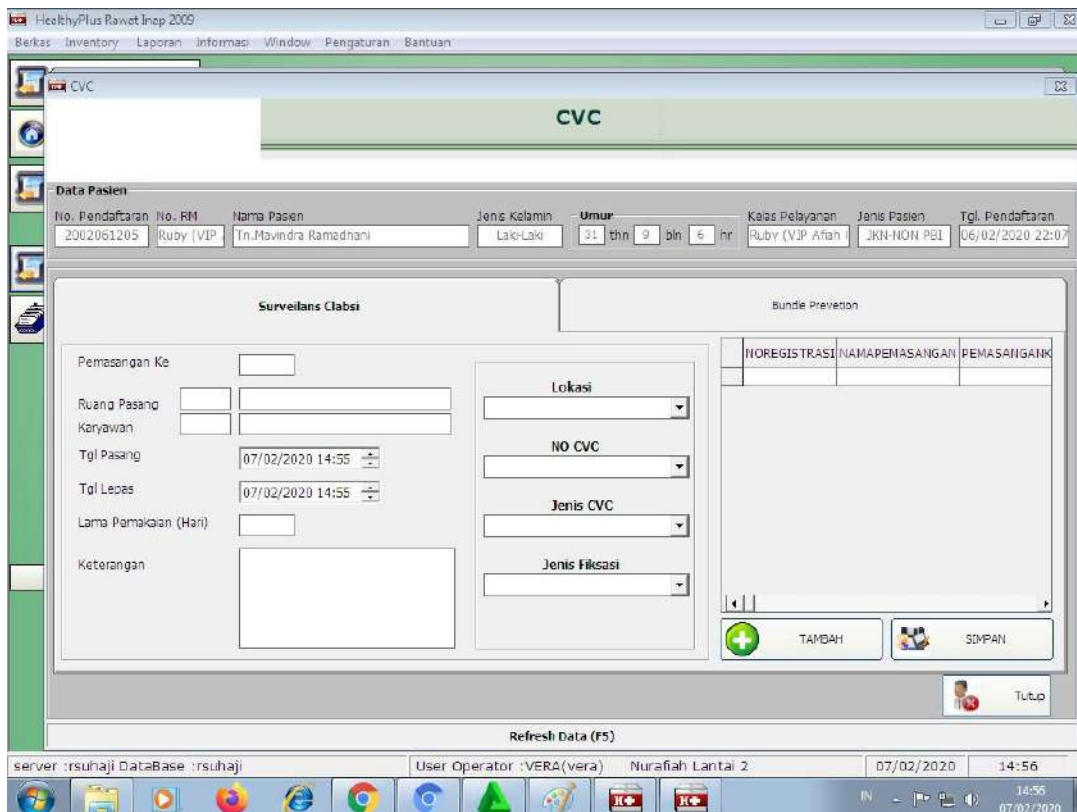 HealthyPlus Rawat Inap 2009
Berkas Inventory Laporan Informasi Window Pengaturan Bantuan
CVC
CVC
Data Pasien
No. Pendaftaran No. RM Nama Pasien Jenis Kelamin Umur Kelas Pelayanan Jenis Pasien Tgl. Pendaftaran
2002061205 Ruby (VIP Tn.Mavindra Ramadhani Laki-Laki 31 thn 9 bln 6 hr Ruby (VIP Afiah JKN-NON PBI 06/02/2020 22:07
Surveilans Clabsi Bundle Prevetion
Pemasangan Ke
Ruang Pasang
Karyawan
Tgl Pasang 07/02/2020 14:55
Tgl Lepas 07/02/2020 14:55
Lama Pemakaian (Hari)
Keterangan
Lokasi
NO CVC
Jenis CVC
Jenis Fiksasi
NOREGISTRASI NAMAPEMASANGAN PEMASANGANK
TAMBAH SIMPAN
Tutup
Refresh Data (F5)
server :rsuhaji DataBase :rsuhaji User Operator :VERA(vera) Nurafiah Lantai 2 07/02/2020 14:56
IN 14:56
07/02/2020